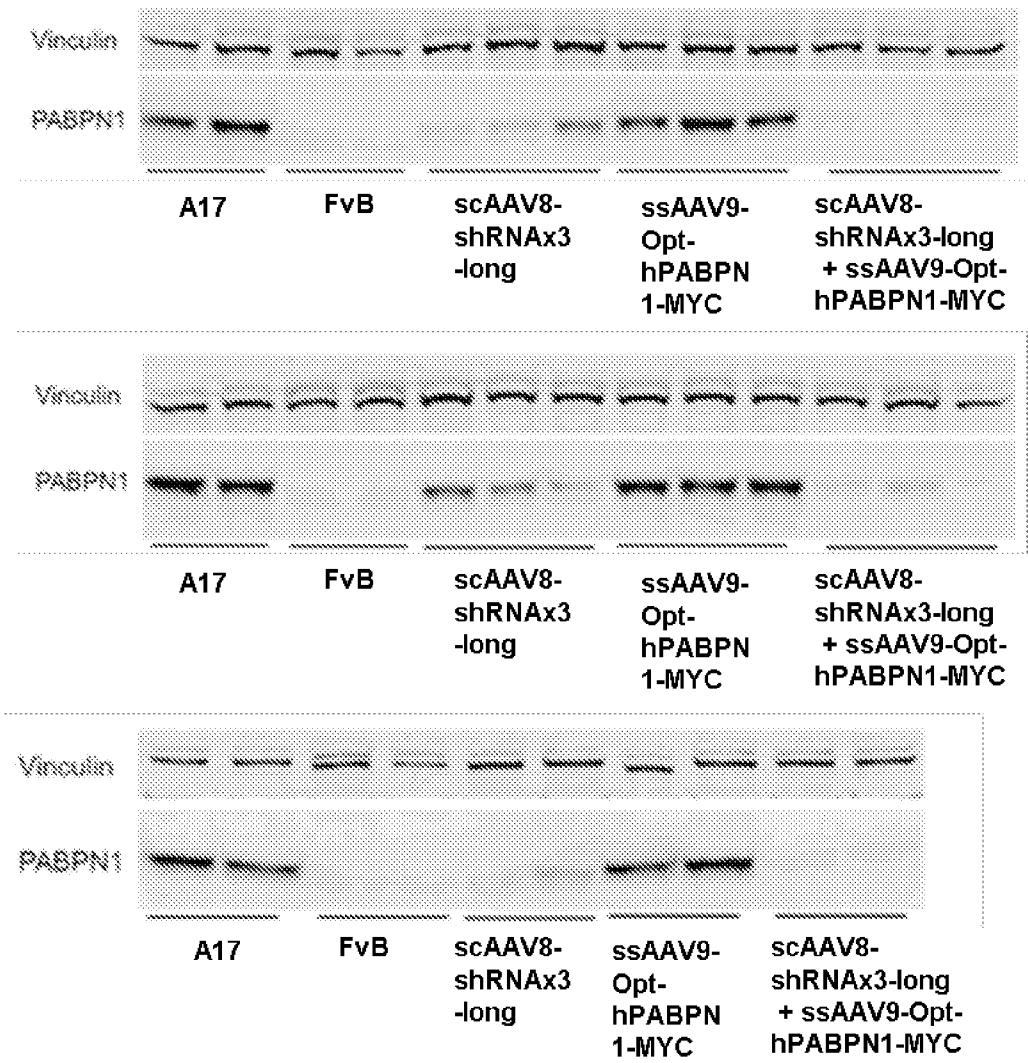 Vinculin
PABPN1
A17
FvB
scAAV8-
shRNAx3
-long
ssAAV9-
Opt-
hPABPN
1-MYC
scAAV8-
shRNAx3-long
+ ssAAV9-Opt-
hPABPN1-MYC
Vinculin
PABPN1
A17
FvB
scAAV8-
shRNAx3
-long
ssAAV9-
Opt-
hPABPN
1-MYC
scAAV8-
shRNAx3-long
+ ssAAV9-Opt-
hPABPN1-MYC
Vinculin
PABPN1
A17
FvB
scAAV8-
shRNAx3
-long
ssAAV9-
Opt-
hPABPN
1-MYC
scAAV8-
shRNAx3-long
+ ssAAV9-Opt-
hPABPN1-MYC